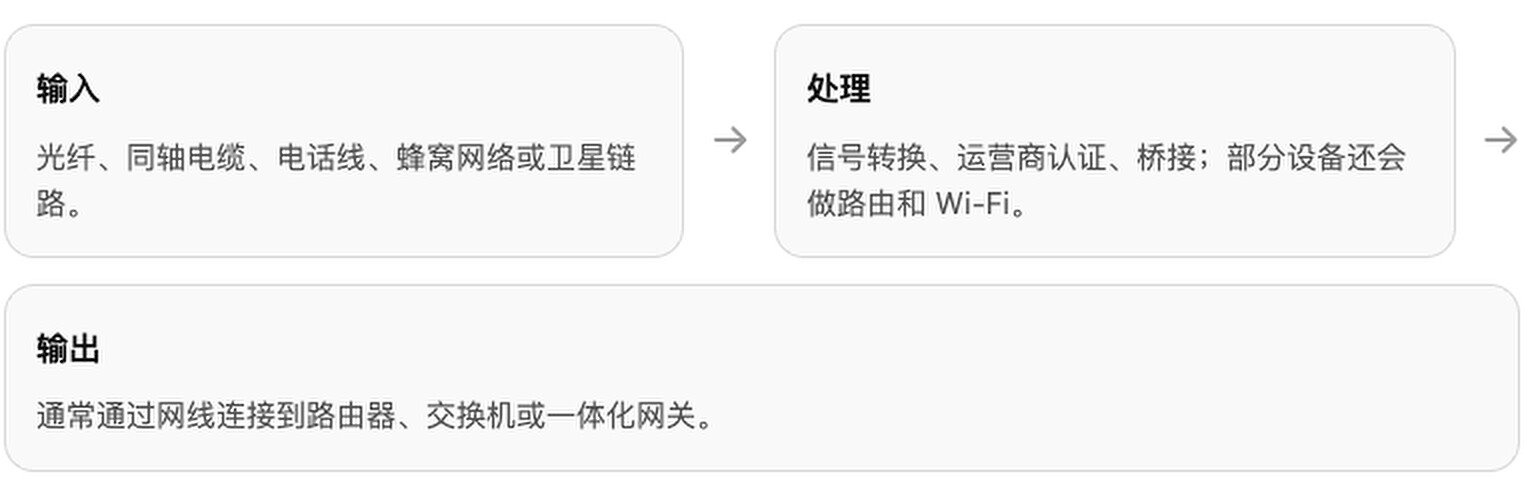 输入
光纤、同轴电缆、电话线、蜂窝网络或卫星链
路。
处理
信号转换、运营商认证、桥接；部分设备还会
做路由和 Wi-Fi。
输出
通常通过网线连接到路由器、交换机或一体化网关。